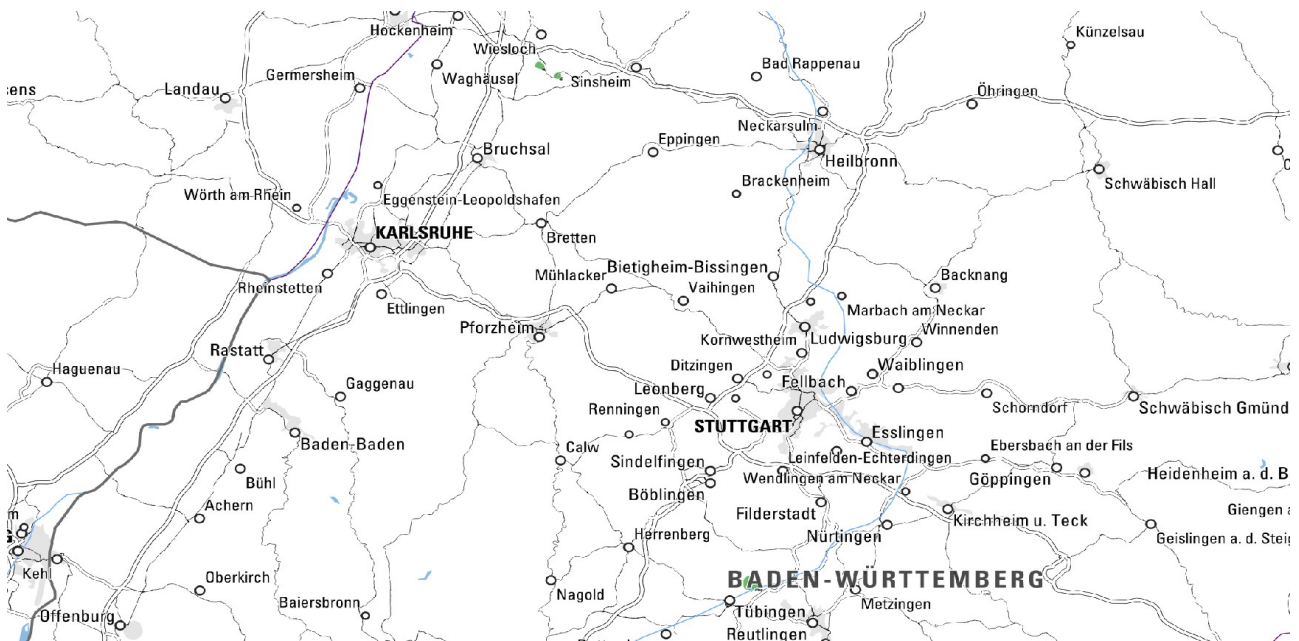 Hockenheim
Künzelsau
Wiesloch
Bad Rappenau
Germersheim
Waghäusel
Sinsheim
sens
Landau
Öhringen
Neckarsulm
Eppingen
Bruchsal
Heilbronn
Schwäbisch Hall
Brackenheim
Wörth am Rhein
Eggenstein-Leopoldshafen
KARLSRUHE
Bretten
Bietigheim-Bissingen
Mühlacker
Backnang
Rheinstetten
Vaihingen
Ettlingen
Marbach am Neckar
Pforzheim
Winnenden
Kornwestheim
Ludwigsburg
Rastatt
Haguenau
Ditzingen
Waiblingen
Gaggenau
Leonberg
Fellbach
Renningen
Schorndorf
Schwäbisch Gmünd
STUTTGART
Esslingen
Baden-Baden
Calw
Ebersbach an der Fils
Leinfelden-Echterdingen
Sindelfingen
Wendlingen am Neckar
Göppingen
Heidenheim a. d. B
Bühl
Böblingen
Achern
Filderstadt
Giengen a
m
Kirchheim u. Teck
Herrenberg
Nürtingen
Geislingen a. d. Steig
Kehl
Oberkirch
BADEN-WÜRTTEMBERG
Baiersbronn
Nagold
Metzingen
Offenburg
Tübingen
Reutlingen